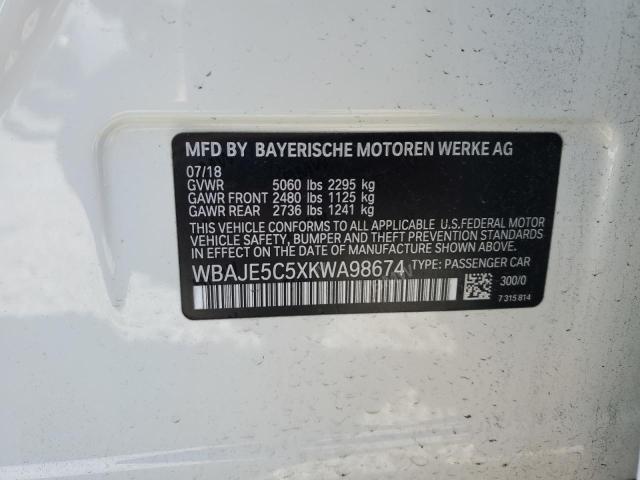 MFD BY BAYERISCHE MOTOREN WERKE AG
07/18
GVWR 5060 lbs 2295 kg
GAWR FRONT 2480 lbs 1125 kg
GAWR REAR 2736 lbs 1241 kg
THIS VEHICLE CONFORMS TO ALL APPLICABLE U.S.FEDERAL MOTOR
VEHICLE SAFETY, BUMPER AND THEFT PREVENTION STANDARDS
IN EFFECT ON THE DATE OF MANUFACTURE SHOWN ABOVE.
WBAJE5C5XKWA98674 TYPE: PASSENGER CAR
300/0
7 315 814